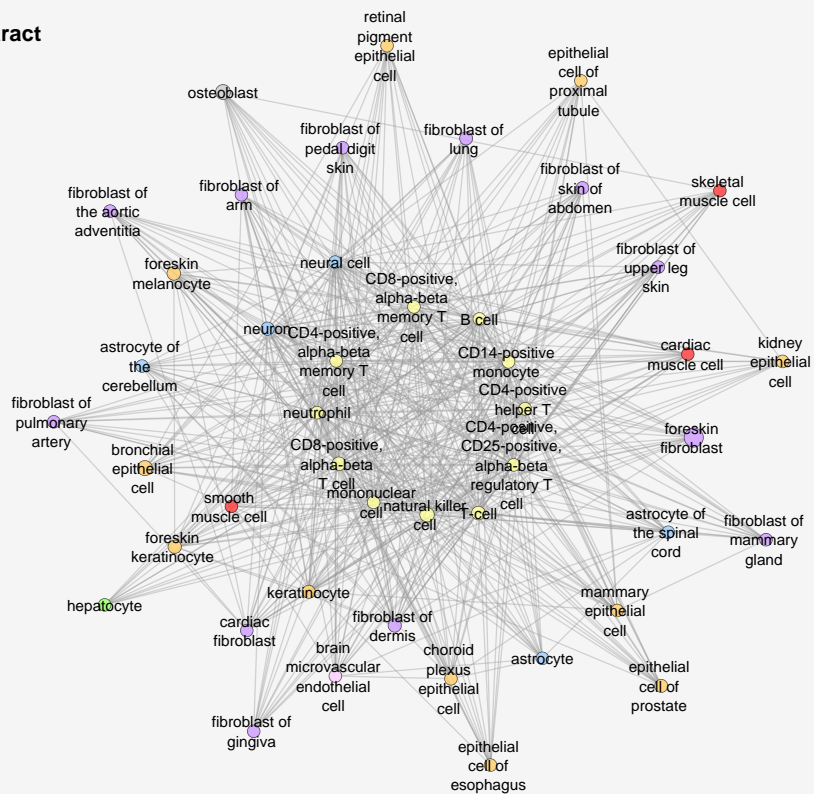 ract
retinal
pigment
epithelial
cell
epithelial
cell of
proximal
tubule
osteoblast
fibroblast of
pedal digit
skin
fibroblast of
lung
fibroblast of
skin of
abdomen
skeletal
muscle cell
fibroblast of
the aortic
adventitia
fibroblast of
arm
foreskin
melanocyte
neural cell
fibroblast of
upper leg
skin
CD8-positive,
alpha-beta
memory T
cell
B cell
neuron
CD4-positive,
alpha-beta
memory T
cell
CD14-positive
monocyte
cardiac
muscle cell
kidney
epithelial
cell
astrocyte of
the
cerebellum
CD4-positive
helper T
cell
fibroblast of
pulmonary
artery
neutrophil
CD4-positive,
CD25-positive,
alpha-beta
regulatory T
cell
foreskin
fibroblast
bronchial
epithelial
cell
CD8-positive,
alpha-beta
T cell
smooth
muscle cell
mononuclear
cell
natural killer
cell
T-cell
astrocyte of
the spinal
cord
fibroblast of
mammary
gland
foreskin
keratinocyte
hepatocyte
keratinocyte
mammary
epithelial
cell
cardiac
fibroblast
fibroblast of
dermis
brain
microvascular
endothelial
cell
choroid
plexus
epithelial
cell
astrocyte
epithelial
cell of
prostate
fibroblast of
gingiva
epithelial
cell of
esophagus